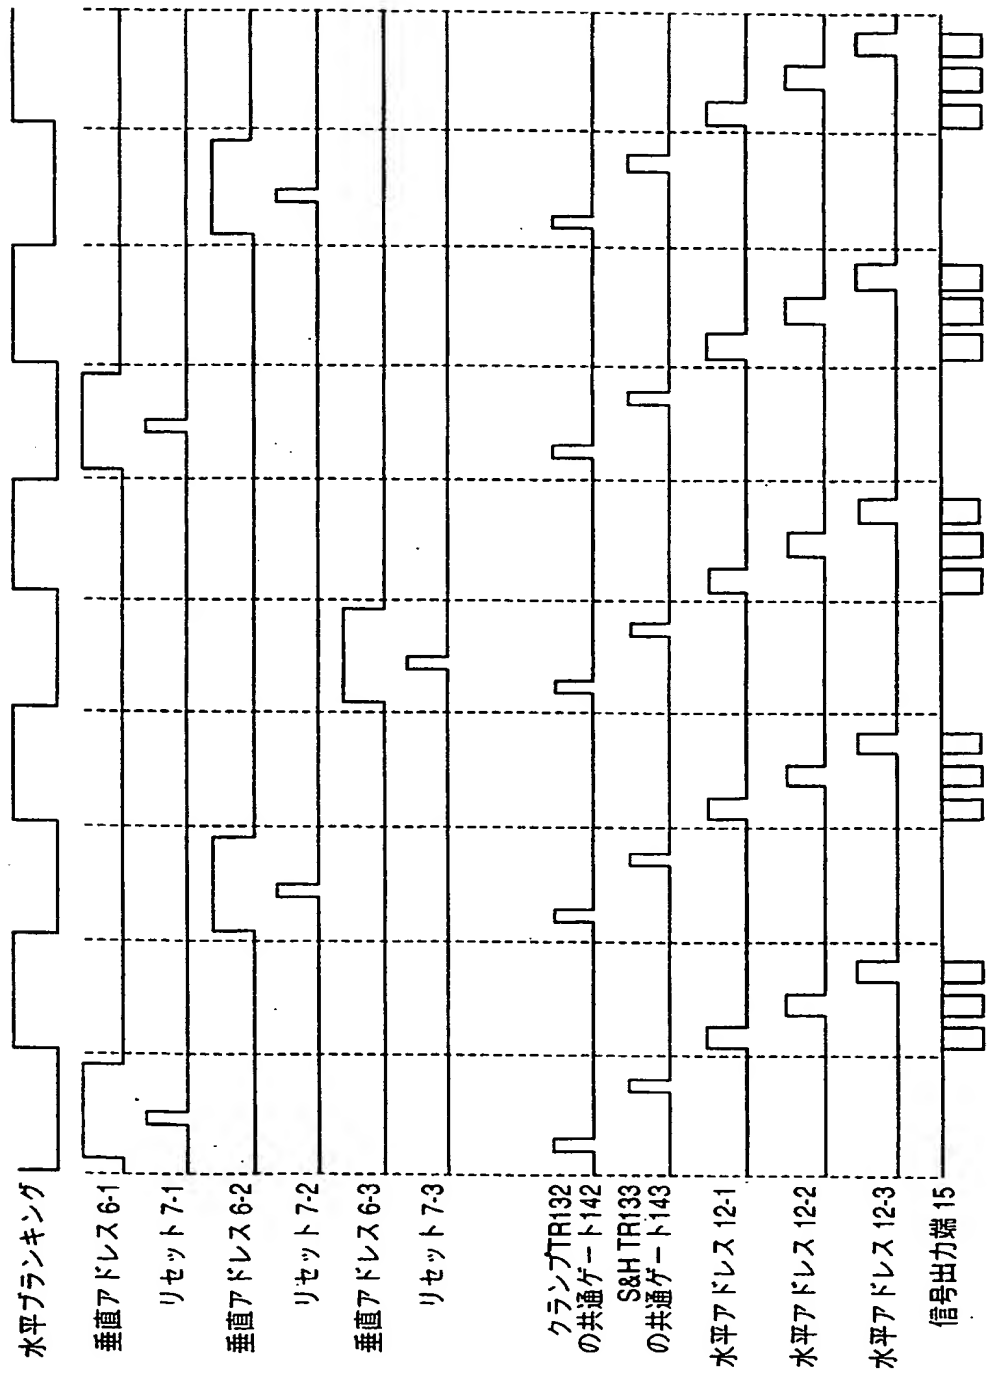 水平ブランキング
垂直アドレス 6-1
リセット 7-1
垂直アドレス 6-2
リセット 7-2
垂直アドレス 6-3
リセット 7-3
クランプTR132
の共通ゲート142
S&H TR133
の共通ゲート143
水平アドレス 12-1
水平アドレス 12-2
水平アドレス 12-3
信号出力端 15